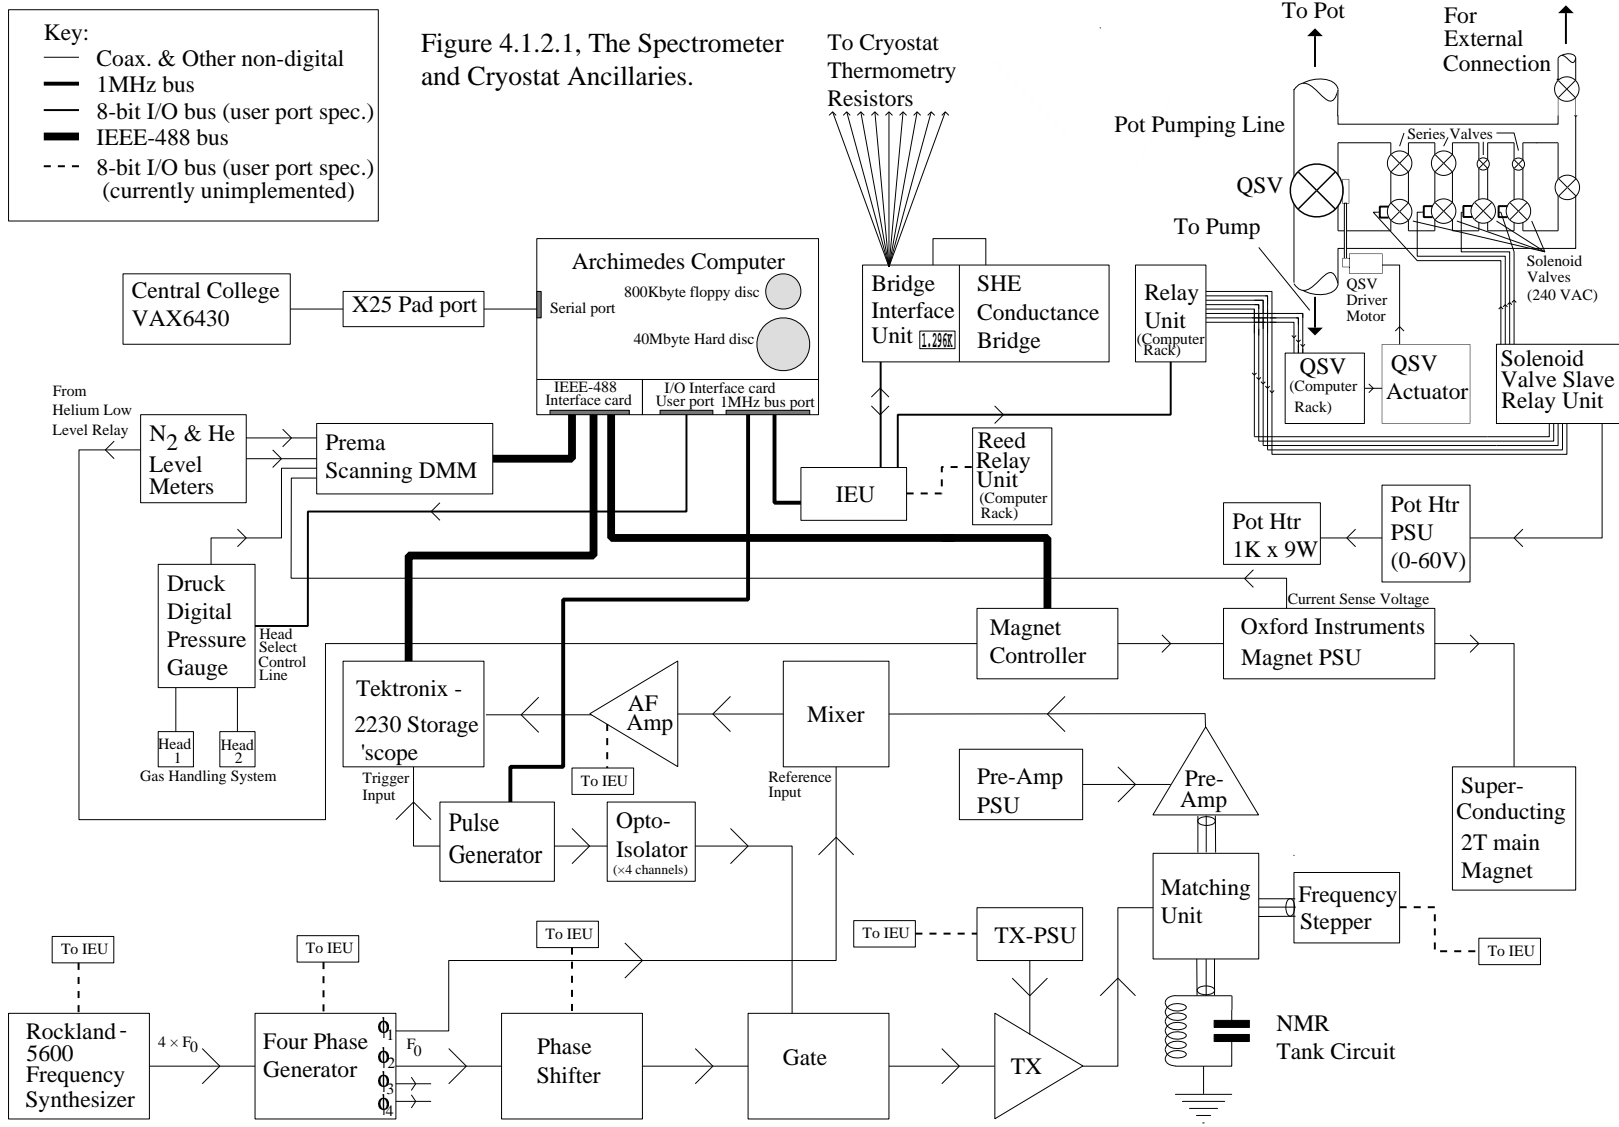 Key:
Coax. & Other non-digital
1MHz bus
8-bit I/O bus (user port spec.)
IEEE-488 bus
8-bit I/O bus (user port spec.)
(currently unimplemented)
Figure 4.1.2.1, The Spectrometer
and Cryostat Ancillaries.
To Cryostat
Thermometry
Resistors
To Pot
For
External
Connection
Pot Pumping Line
Series Valves
QSV
To Pump
QSV
Driver
Motor
Solenoid
Valves
(240 VAC)
Central College
VAX6430
X25 Pad port
Archimedes Computer
800Kbyte floppy disc
Serial port
40Mbyte Hard disc
IEEE-488
Interface card
I/O Interface card
User port
1MHz bus port
Bridge
Interface
Unit
1.296K
SHE
Conductance
Bridge
Relay
Unit
(Computer
Rack)
QSV
(Computer
Rack)
QSV
Actuator
Solenoid
Valve Slave
Relay Unit
From
Helium Low
Level Relay
N2 & He
Level
Meters
Prema
Scanning DMM
IEU
Reed
Relay
Unit
(Computer
Rack)
Pot Htr
1K x 9W
Pot Htr
PSU
(0-60V)
Druck
Digital
Pressure
Gauge
Head
Select
Control
Line
Head
1
Head
2
Gas Handling System
Current Sense Voltage
Magnet
Controller
Oxford Instruments
Magnet PSU
Tektronix -
2230 Storage
'scope
AF
Amp
To IEU
Mixer
Trigger
Input
Reference
Input
Pre-Amp
PSU
Pre-
Amp
Super-
Conducting
2T main
Magnet
Pulse
Generator
Opto-
Isolator
(×4 channels)
Matching
Unit
Frequency
Stepper
To IEU
To IEU
To IEU
To IEU
To IEU
TX-PSU
Rockland -
5600
Frequency
Synthesizer
4 × F0
Four Phase
Generator
ϕ1
ϕ2
ϕ3
ϕ4
F0
Phase
Shifter
Gate
TX
NMR
Tank Circuit